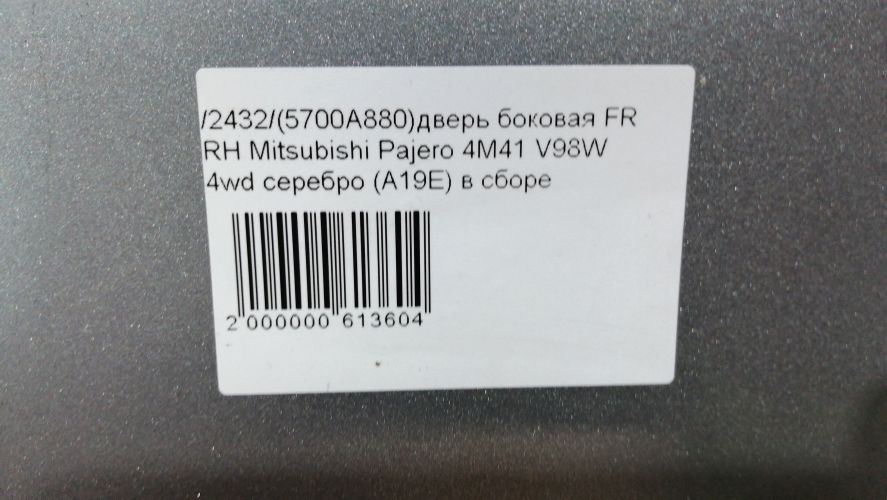 /2432/(5700A880)дверь боковая FR
RH Mitsubishi Pajero 4M41 V98W
4wd серебро (A19E) в сборе
2 000000 613604